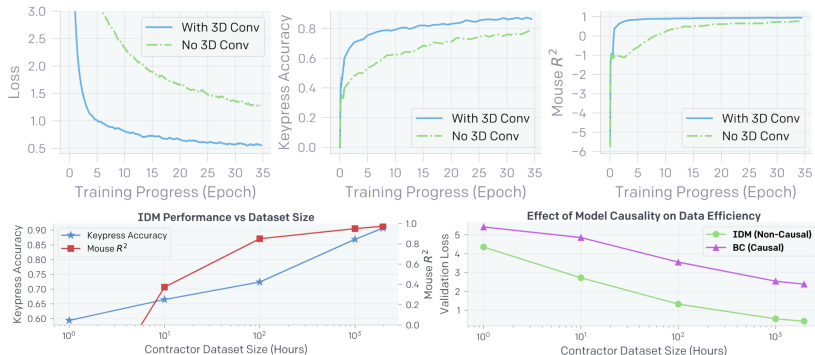 3.0
2.5
2.0
1.5
1.0
0.5
Loss
With 3D Conv
No 3D Conv
0 5 10 15 20 25 30 35
Training Progress (Epoch)
0.8
0.6
0.4
0.2
0.0
Keypress Accuracy
With 3D Conv
No 3D Conv
0 5 10 15 20 25 30 35
Training Progress (Epoch)
1
0
−1
−2
−3
−4
−5
−6
Mouse R²
With 3D Conv
No 3D Conv
0 5 10 15 20 25 30 35
Training Progress (Epoch)
IDM Performance vs Dataset Size
0.90
0.85
0.80
0.75
0.70
0.65
0.60
Keypress Accuracy
Keypress Accuracy
Mouse R²
1.0
0.8
0.6
0.4
0.2
0.0
Mouse R²
10⁰ 10¹ 10² 10³
Contractor Dataset Size (Hours)
Effect of Model Causality on Data Efficiency
5
4
3
2
1
Validation Loss
IDM (Non-Causal)
BC (Causal)
10⁰ 10¹ 10² 10³
Contractor Dataset Size (Hours)